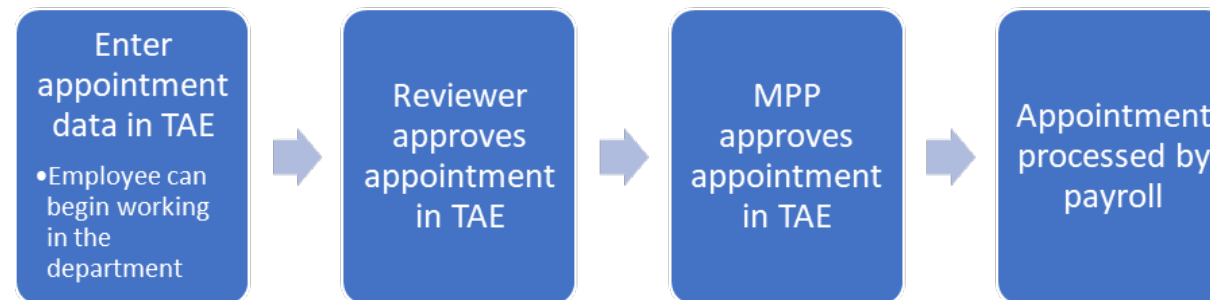 Enter
appointment
data in TAE
•Employee can
begin working
in the
department
Reviewer
approves
appointment
in TAE
MPP
approves
appointment
in TAE
Appointment
processed by
payroll